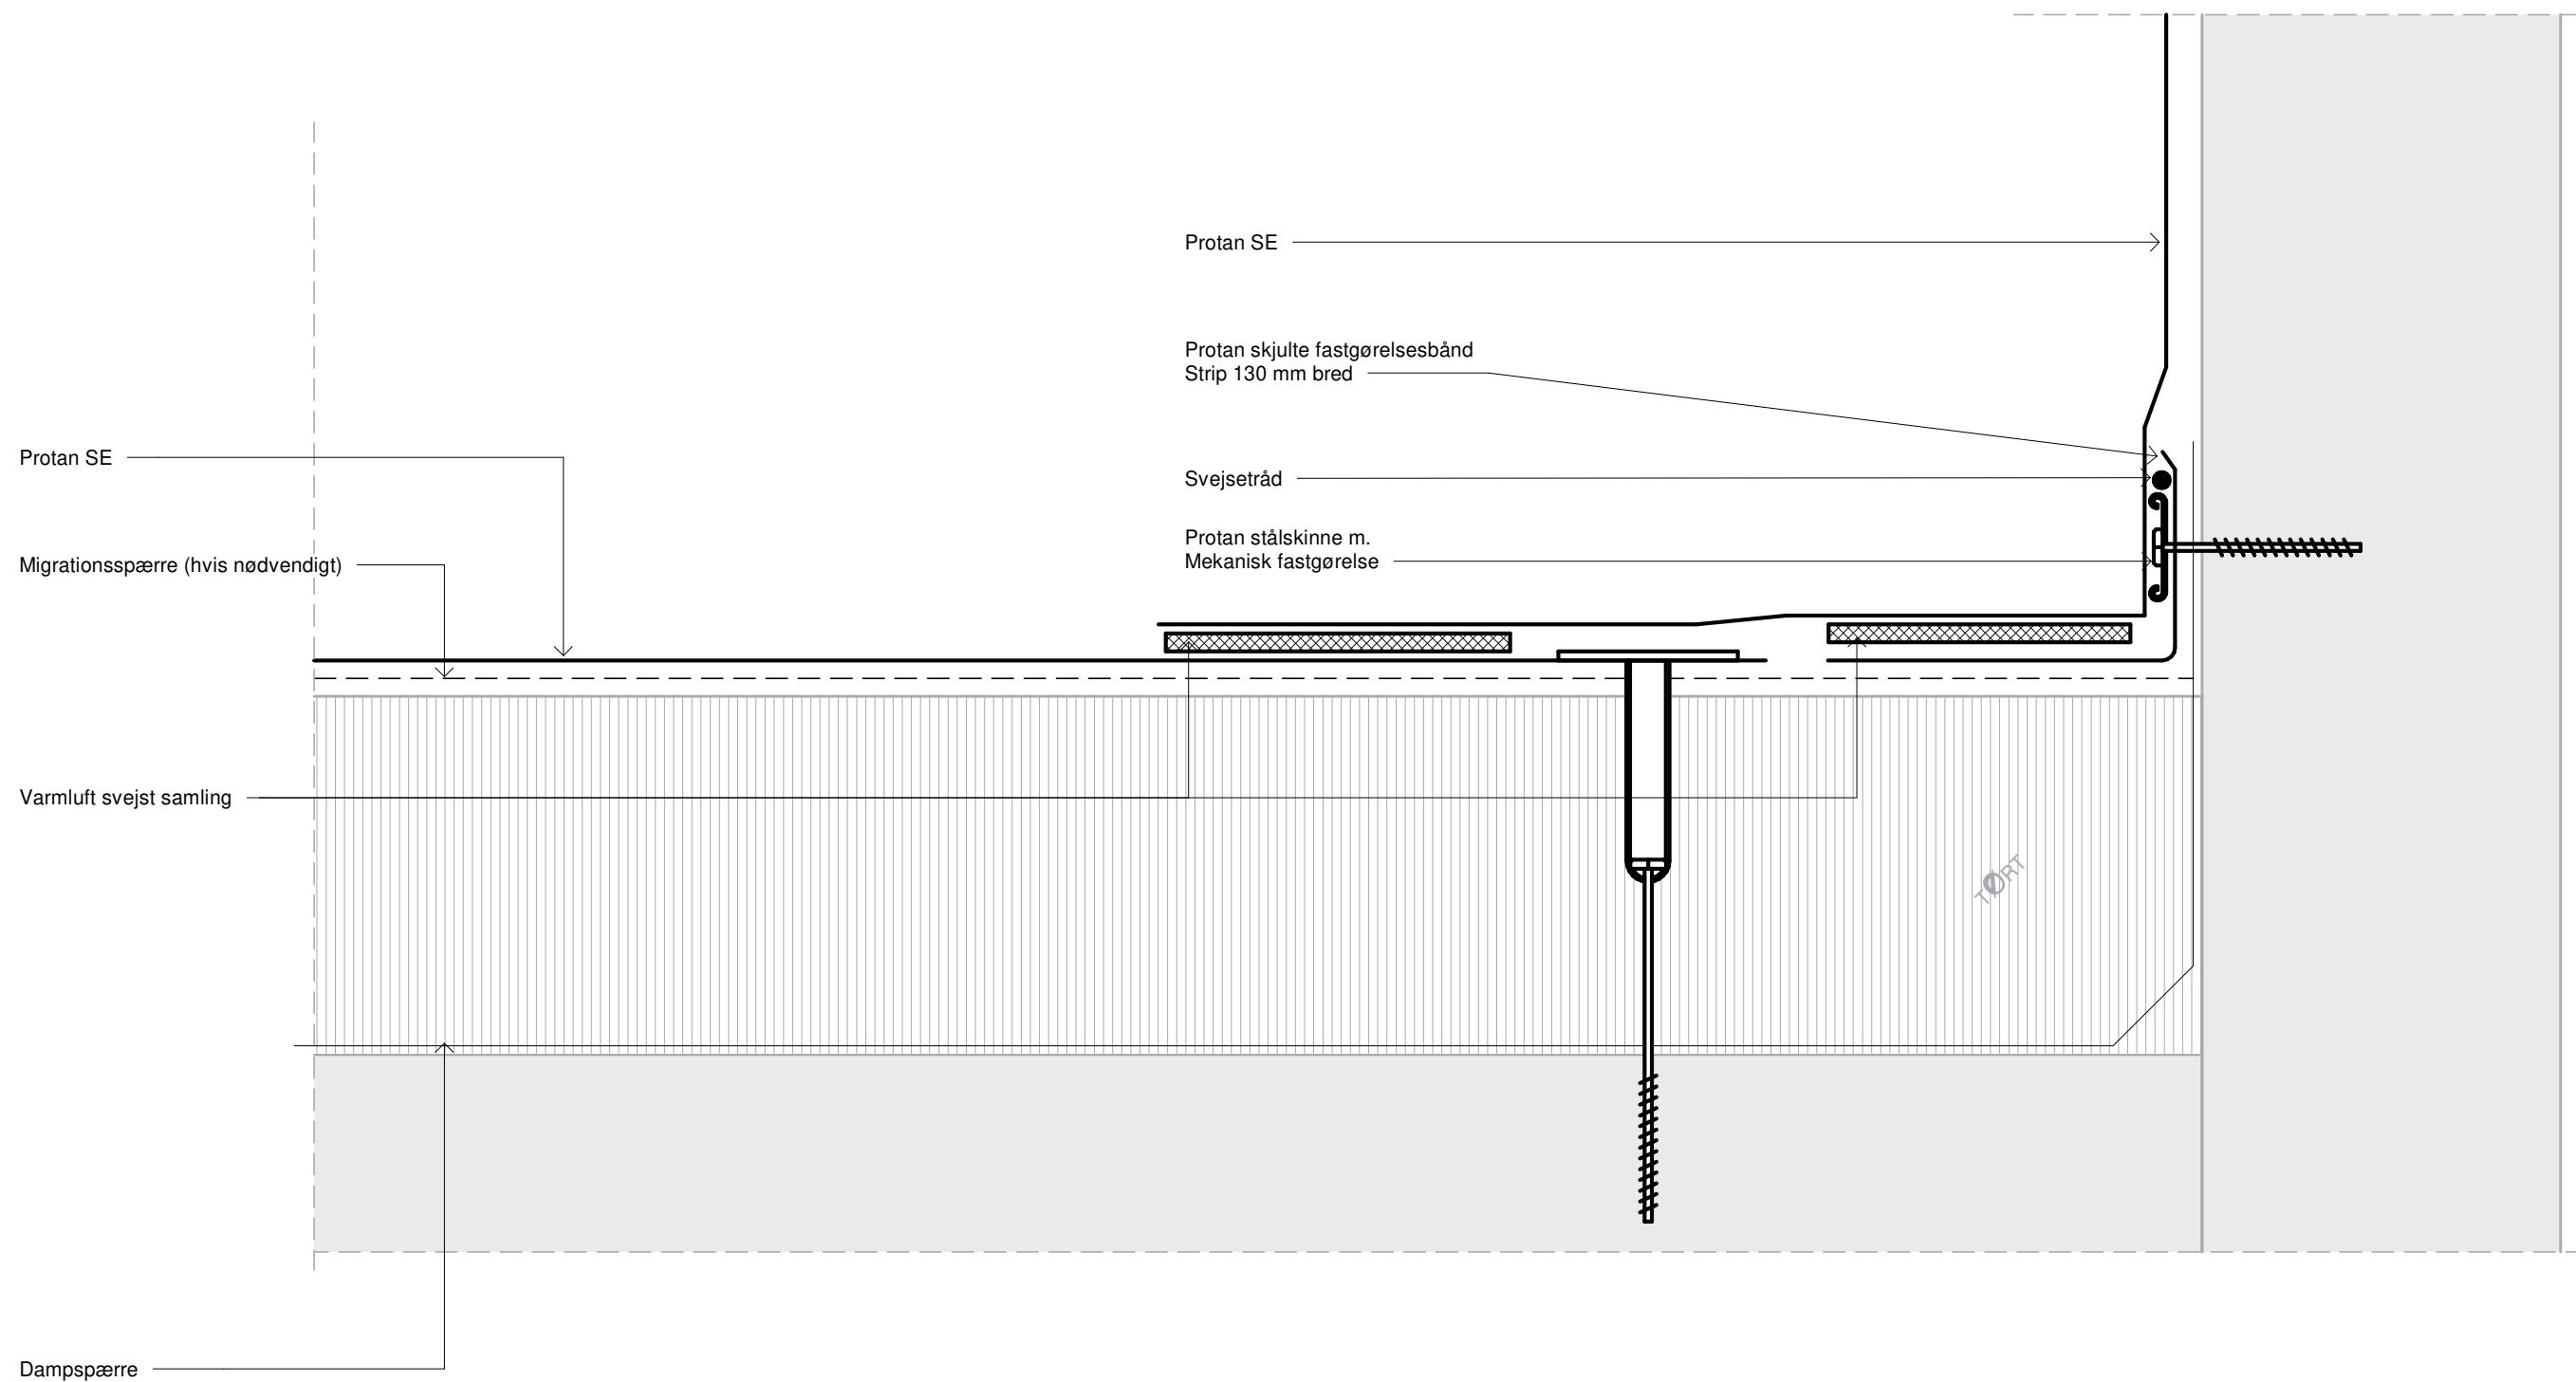 Protan SE
Protan skjulte fastgørelsesbånd
Strip 130 mm bred
Protan SE
Svejsetråd
Protan stålskinne m.
Mekanisk fastgørelse
Migrationsspærre (hvis nødvendigt)
Varmluft svejst samling
TØRT
Dampspærre